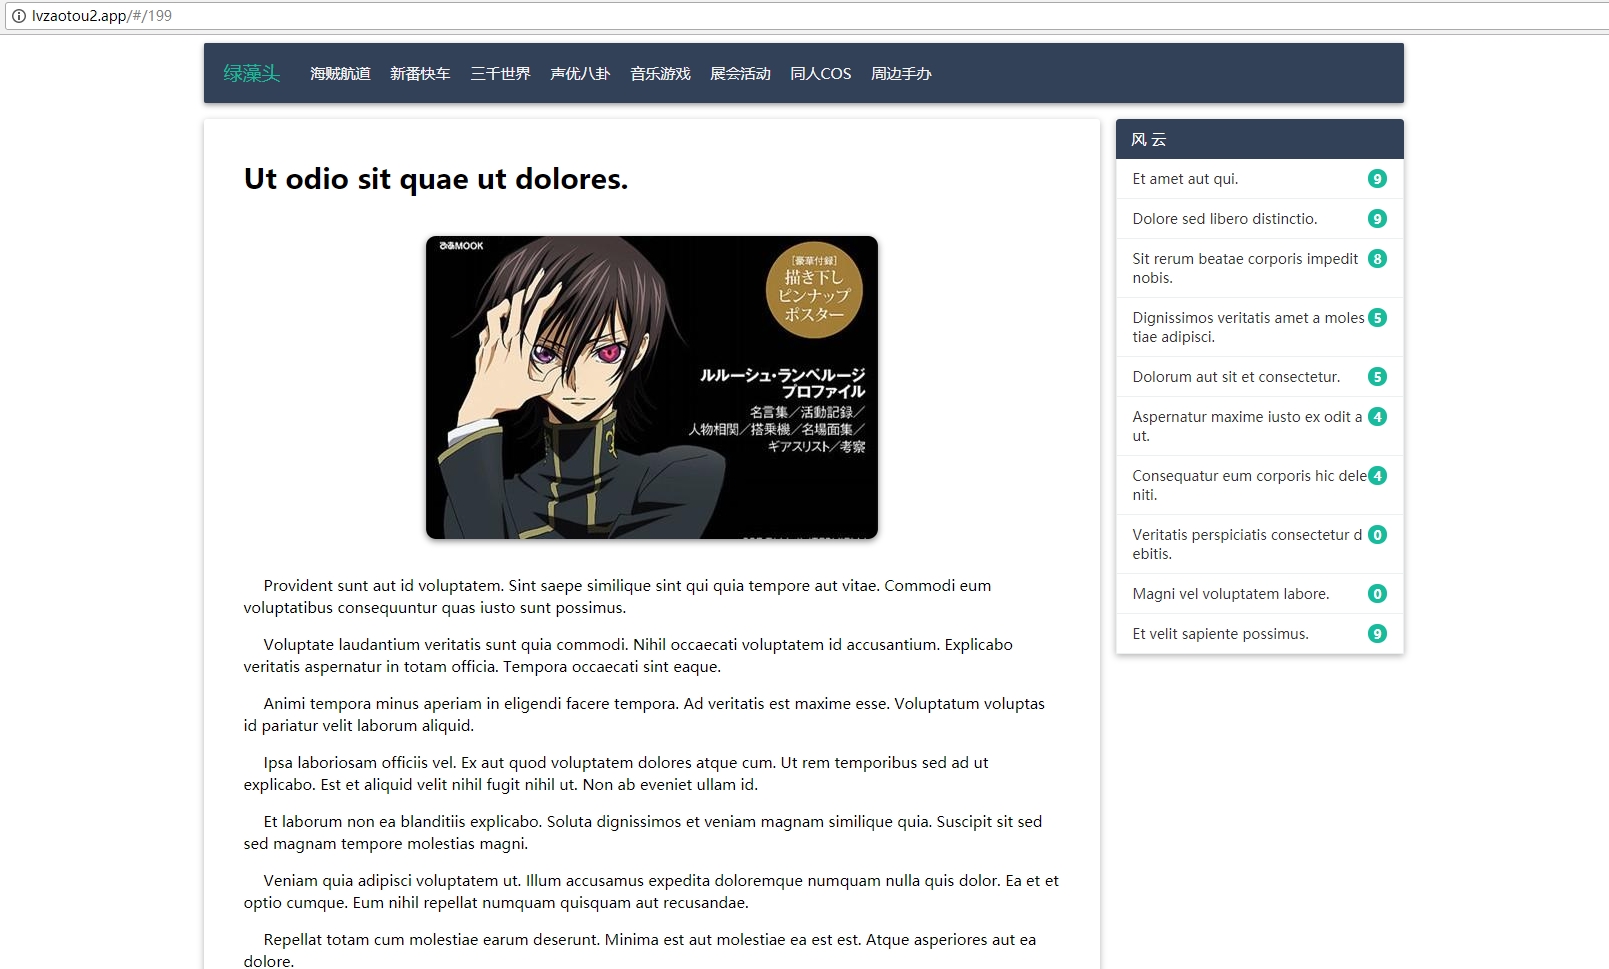 lvzaotou2.app/#/199
绿藻头 海贼航道 新番快车 三千世界 声优八卦 音乐游戏 展会活动 同人COS 周边手办
Ut odio sit quae ut dolores.
ぴあMOOK
[豪華付録]
描き下し
ピンナップ
ポスター
ルルーシュ・ランペルージ
プロファイル
名言集／活動記録／
人物相関／搭乗機／名場面集／
ギアスリスト／考察
Provident sunt aut id voluptatem. Sint saepe similique sint qui quia tempore aut vitae. Commodi eum
voluptatibus consequuntur quas iusto sunt possimus.
Voluptate laudantium veritatis sunt quia commodi. Nihil occaecati voluptatem id accusantium. Explicabo
veritatis aspernatur in totam officia. Tempora occaecati sint eaque.
Animi tempora minus aperiam in eligendi facere tempora. Ad veritatis est maxime esse. Voluptatum voluptas
id pariatur velit laborum aliquid.
Ipsa laboriosam officiis vel. Ex aut quod voluptatem dolores atque cum. Ut rem temporibus sed ad ut
explicabo. Est et aliquid velit nihil fugit nihil ut. Non ab eveniet ullam id.
Et laborum non ea blanditiis explicabo. Soluta dignissimos et veniam magnam similique quia. Suscipit sit sed
sed magnam tempore molestias magni.
Veniam quia adipisci voluptatem ut. Illum accusamus expedita doloremque numquam nulla quis dolor. Ea et et
optio cumque. Eum nihil repellat numquam quisquam aut recusandae.
Repellat totam cum molestiae earum deserunt. Minima est aut molestiae ea est est. Atque asperiores aut ea
dolore.
风 云
Et amet aut qui. 9
Dolore sed libero distinctio. 9
Sit rerum beatae corporis impedit 8
nobis.
Dignissimos veritatis amet a moles 5
tiae adipisci.
Dolorum aut sit et consectetur. 5
Aspernatur maxime iusto ex odit a 4
ut.
Consequatur eum corporis hic dele 4
niti.
Veritatis perspiciatis consectetur d 0
ebitis.
Magni vel voluptatem labore. 0
Et velit sapiente possimus. 9